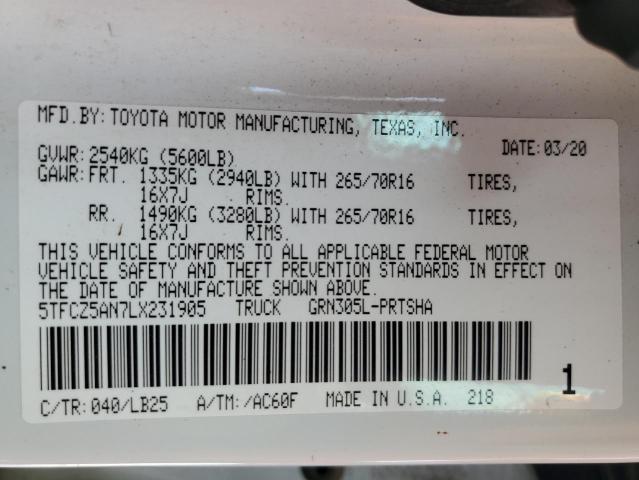 MFD.BY: TOYOTA MOTOR MANUFACTURING, TEXAS, INC.
GVWR: 2540KG (5600LB) DATE: 03/20
GAWR: FRT. 1335KG (2940LB) WITH 265/70R16 TIRES,
16X7J RIMS.
RR. 1490KG (3280LB) WITH 265/70R16 TIRES,
16X7J RIMS.
THIS VEHICLE CONFORMS TO ALL APPLICABLE FEDERAL MOTOR
VEHICLE SAFETY AND THEFT PREVENTION STANDARDS IN EFFECT ON
THE DATE OF MANUFACTURE SHOWN ABOVE.
5TFCZ5AN7LX231905 TRUCK GRN305L-PRTSHA
1
C/TR: 040/LB25 A/TM: /AC60F MADE IN U.S.A. 218